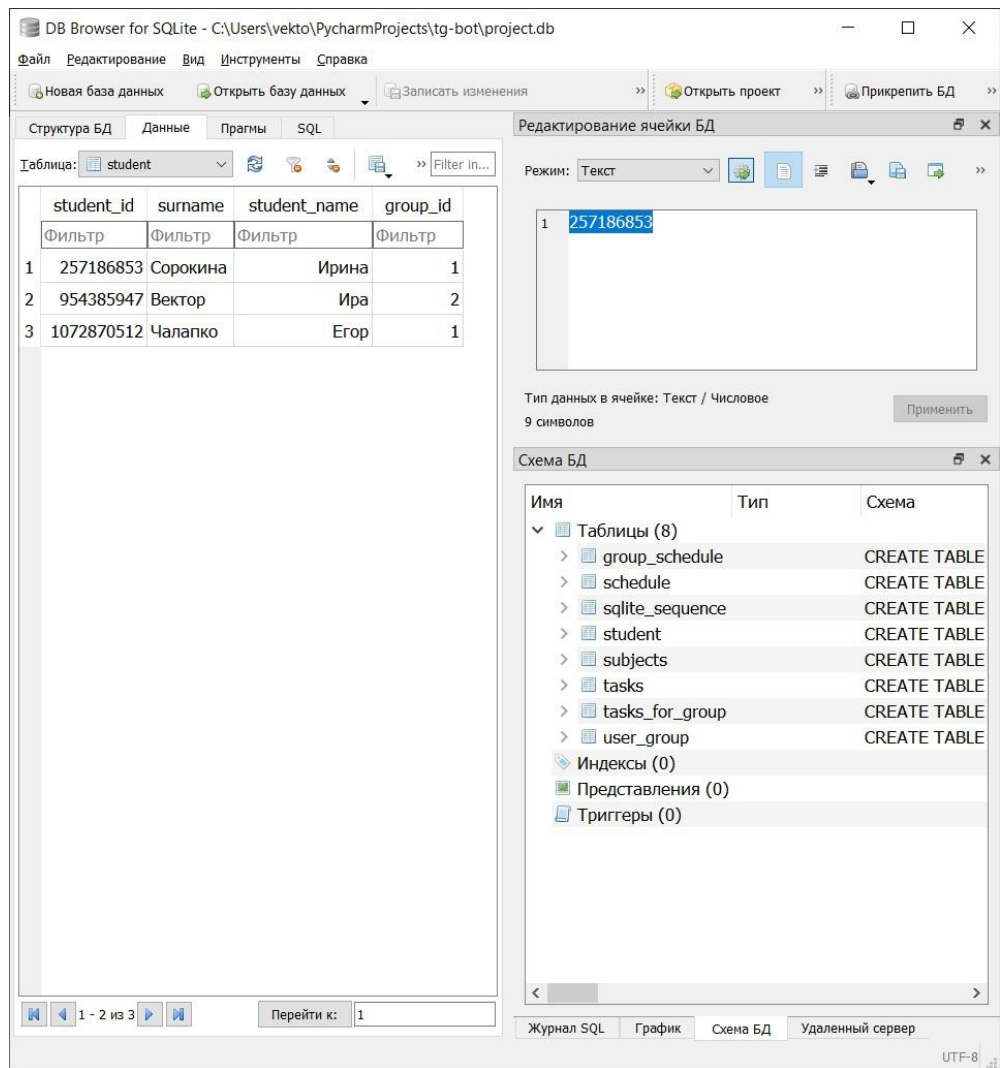 DB Browser for SQLite - C:\Users\vekto\PycharmProjects\tg-bot\project.db
Файл Редактирование Вид Инструменты Справка
Новая база данных Открыть базу данных Записать изменения » Открыть проект » Прикрепить БД »
Структура БД Данные Прагмы SQL
Таблица: student » Filter in...
student_id surname student_name group_id
Фильтр Фильтр Фильтр Фильтр
1 257186853 Сорокина Ирина 1
2 954385947 Вектор Ира 2
3 1072870512 Чалапко Егор 1
1 - 2 из 3 Перейти к: 1
Редактирование ячейки БД
Режим: Текст »
1 257186853
Тип данных в ячейке: Текст / Числовое
9 символов
Применить
Схема БД
Имя Тип Схема
Таблицы (8)
group_schedule CREATE TABLE
schedule CREATE TABLE
sqlite_sequence CREATE TABLE
student CREATE TABLE
subjects CREATE TABLE
tasks CREATE TABLE
tasks_for_group CREATE TABLE
user_group CREATE TABLE
Индексы (0)
Представления (0)
Триггеры (0)
Журнал SQL График Схема БД Удаленный сервер
UTF-8